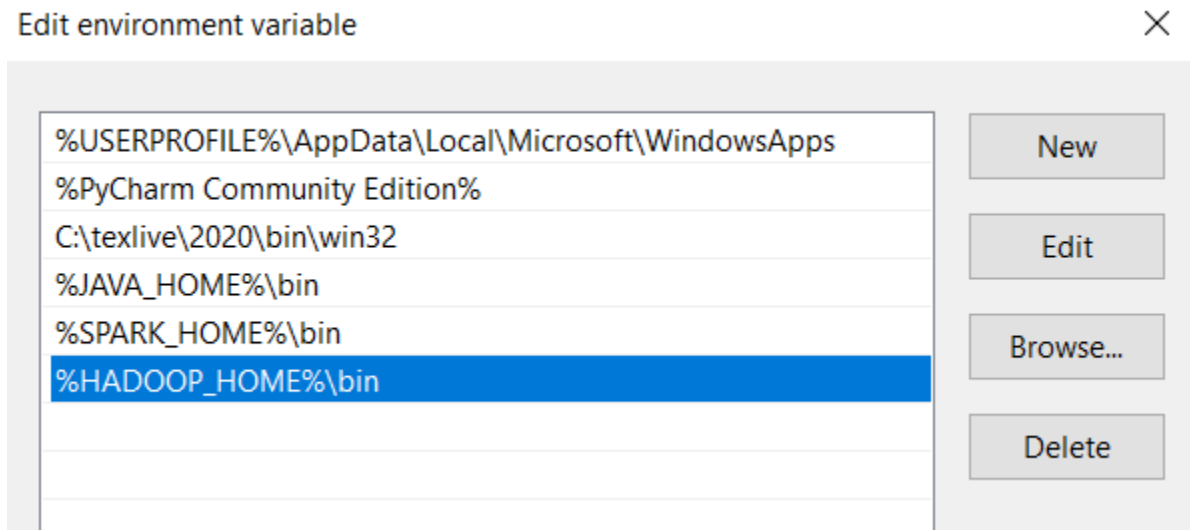 Edit environment variable
%USERPROFILE%\AppData\Local\Microsoft\WindowsApps
New
%PyCharm Community Edition%
C:\texlive\2020\bin\win32
Edit
%JAVA_HOME%\bin
%SPARK_HOME%\bin
Browse...
%HADOOP_HOME%\bin
Delete